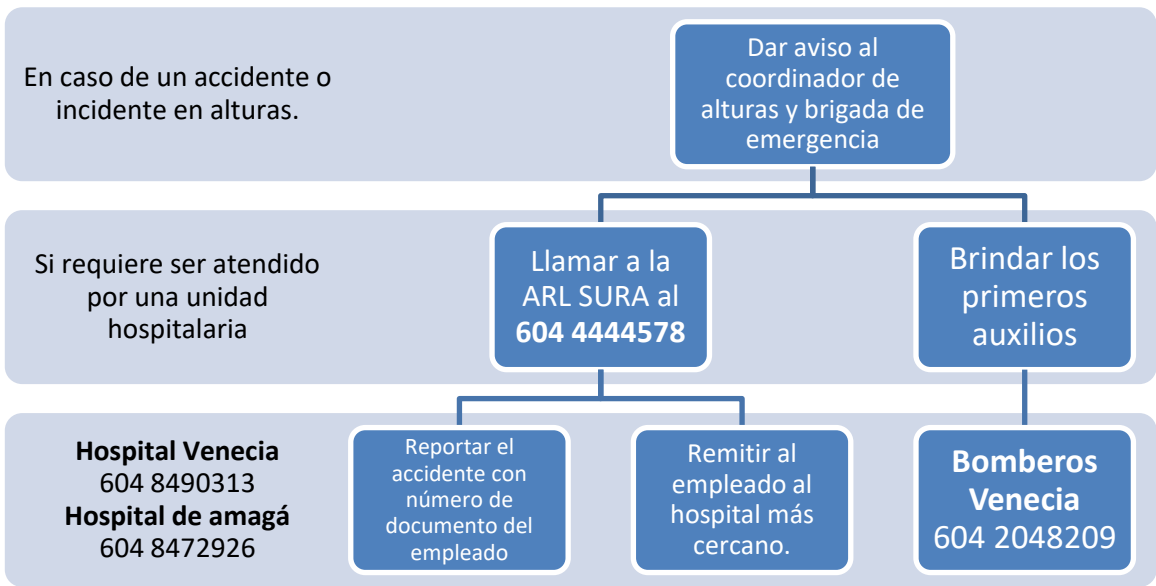 En caso de un accidente o
incidente en alturas.
Dar aviso al
coordinador de
alturas y brigada de
emergencia
Si requiere ser atendido
por una unidad
hospitalaria
Llamar a la
ARL SURA al
604 4444578
Brindar los
primeros
auxilios
Hospital Venecia
604 8490313
Hospital de amagá
604 8472926
Reportar el
accidente con
número de
documento del
empleado
Remitir al
empleado al
hospital más
cercano.
Bomberos
Venecia
604 2048209